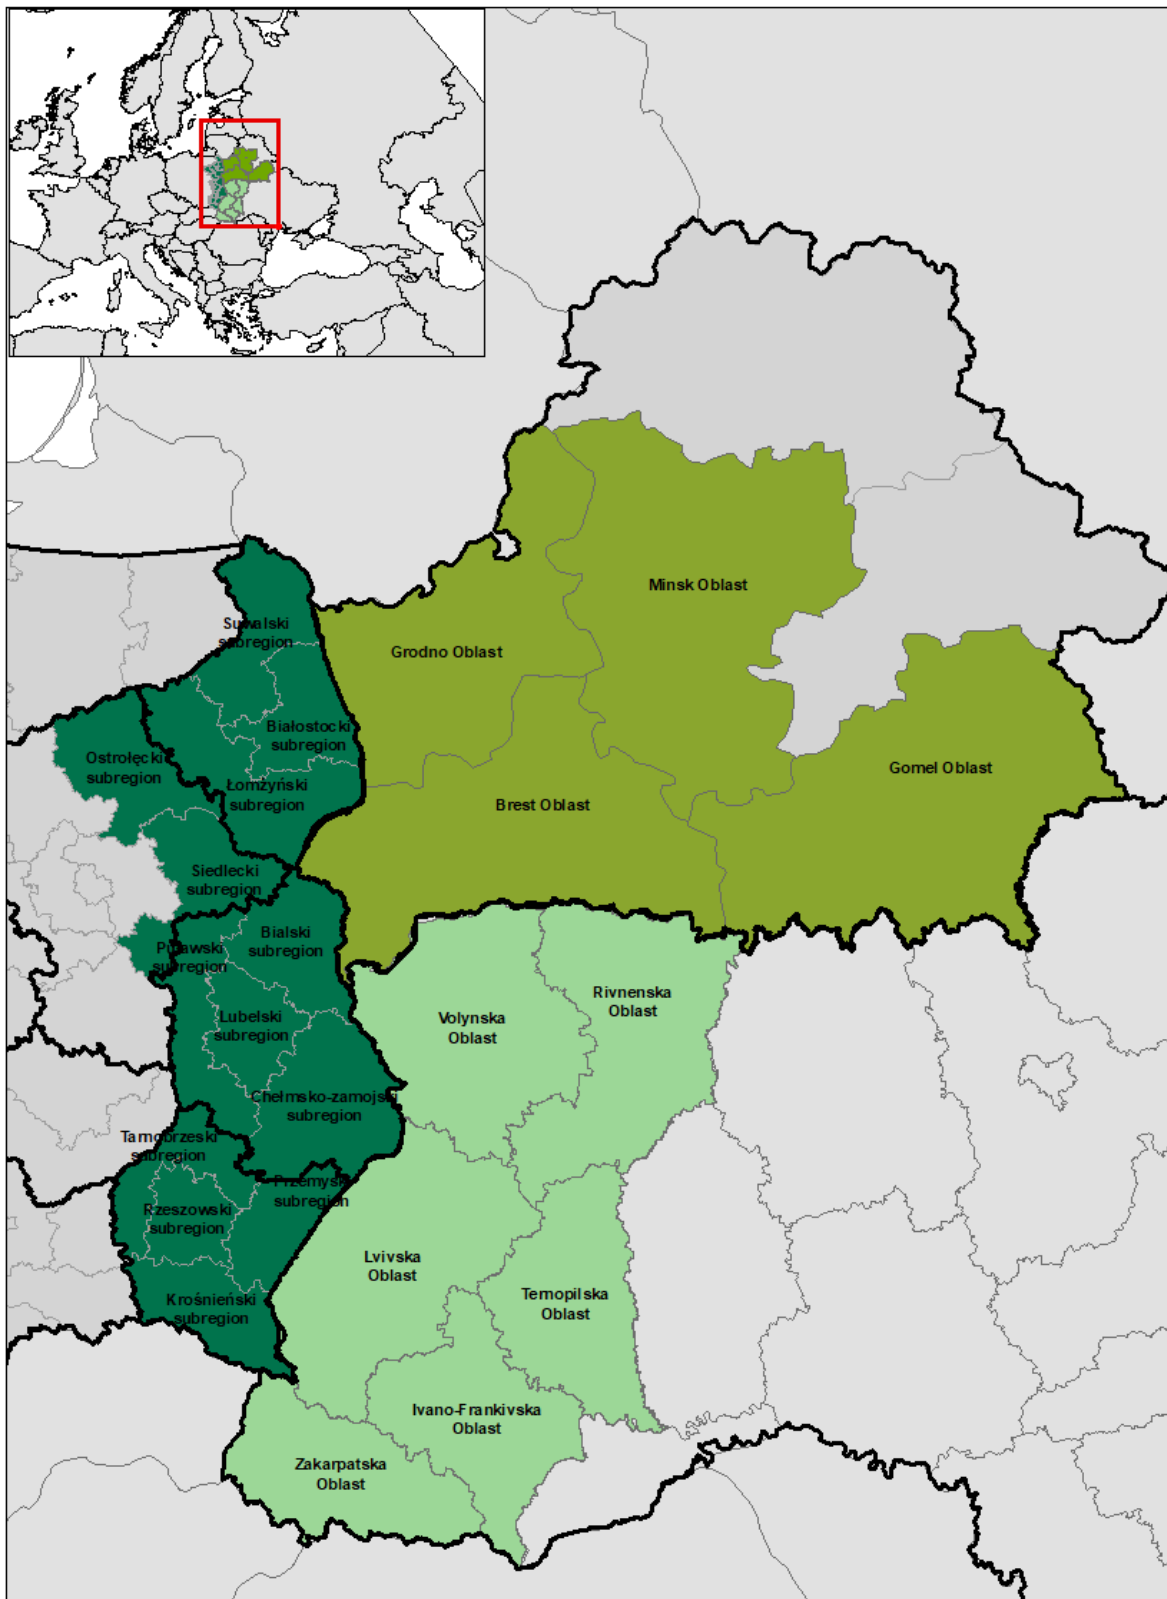 Minsk Oblast
Suwalski
subregion
Grodno Oblast
Białostocki
subregion
Ostrołęcki
subregion
Gomel Oblast
Łomżyński
subregion
Brest Oblast
Siedlecki
subregion
Bialski
subregion
Puławski
subregion
Rivnenska
Oblast
Lubelski
subregion
Volynska
Oblast
Chełmsko-zamojski
subregion
Tarnobrzeski
subregion
Przemyski
subregion
Rzeszowski
subregion
Lvivska
Oblast
Ternopilska
Oblast
Krośnieński
subregion
Ivano-Frankivska
Oblast
Zakarpatska
Oblast